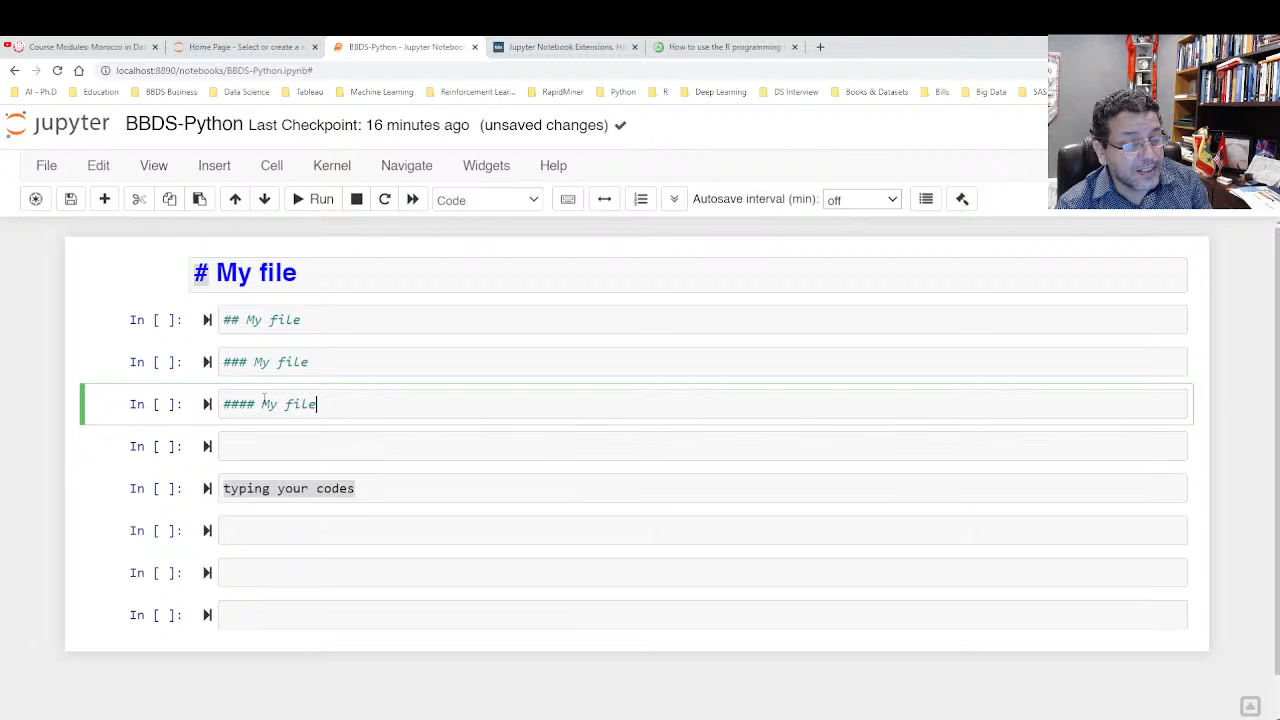 Course Modules: Morocco in Dat
Home Page - Select or create a n
BBDS-Python - Jupyter Notebook
Jupyter Notebook Extensions. Hi
How to use the R programming
localhost:8890/notebooks/BBDS-Python.ipynb#
AI - Ph.D Education BBDS Business Data Science Tableau Machine Learning Reinforcement Lear... RapidMiner Python R Deep Learning DS Interview Books & Datasets Bills Big Data SAS
jupyter BBDS-Python Last Checkpoint: 16 minutes ago (unsaved changes)
File Edit View Insert Cell Kernel Navigate Widgets Help
Run Code Autosave interval (min): off
# My file
In [ ]: ## My file
In [ ]: ### My file
In [ ]: #### My file
In [ ]:
In [ ]: typing your codes
In [ ]:
In [ ]:
In [ ]: